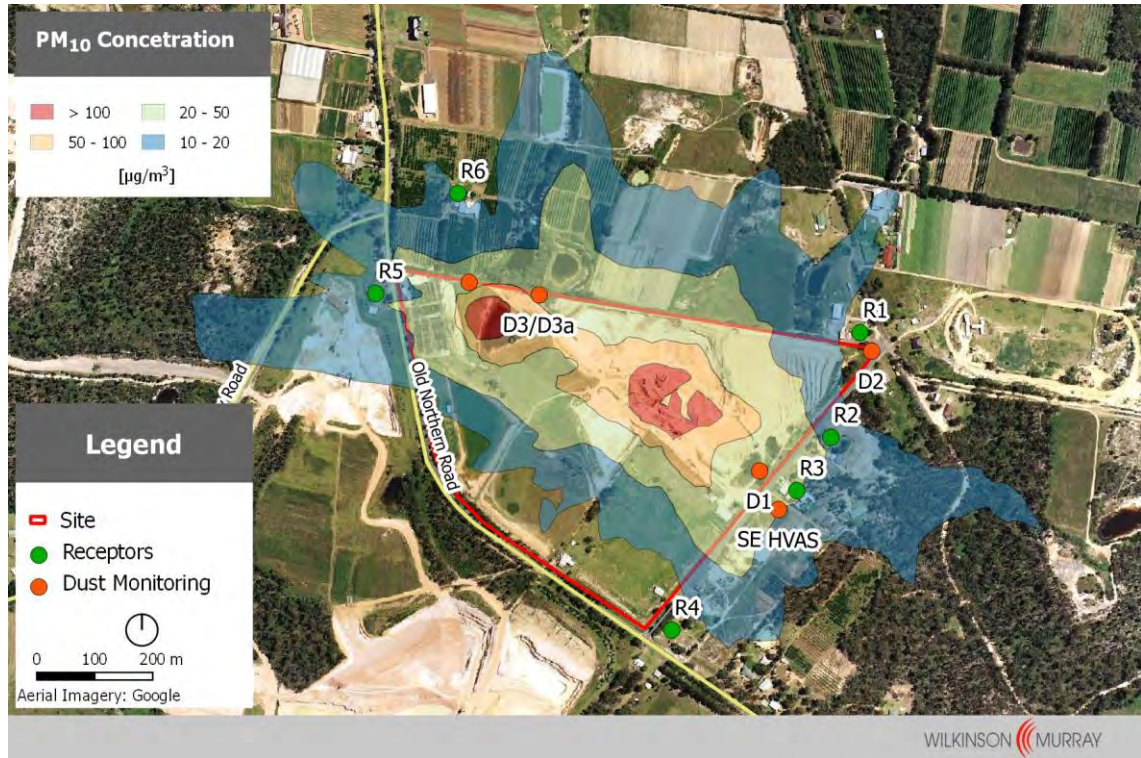 PM10 Concetration
> 100
20 - 50
50 - 100
10 - 20
[µg/m³]
R6
R5
D3/D3a
R1
D2
R2
R3
D1
SE HVAS
R4
Old Northern Road
Road
Legend
Site
Receptors
Dust Monitoring
0 100 200 m
Aerial Imagery: Google
WILKINSON MURRAY